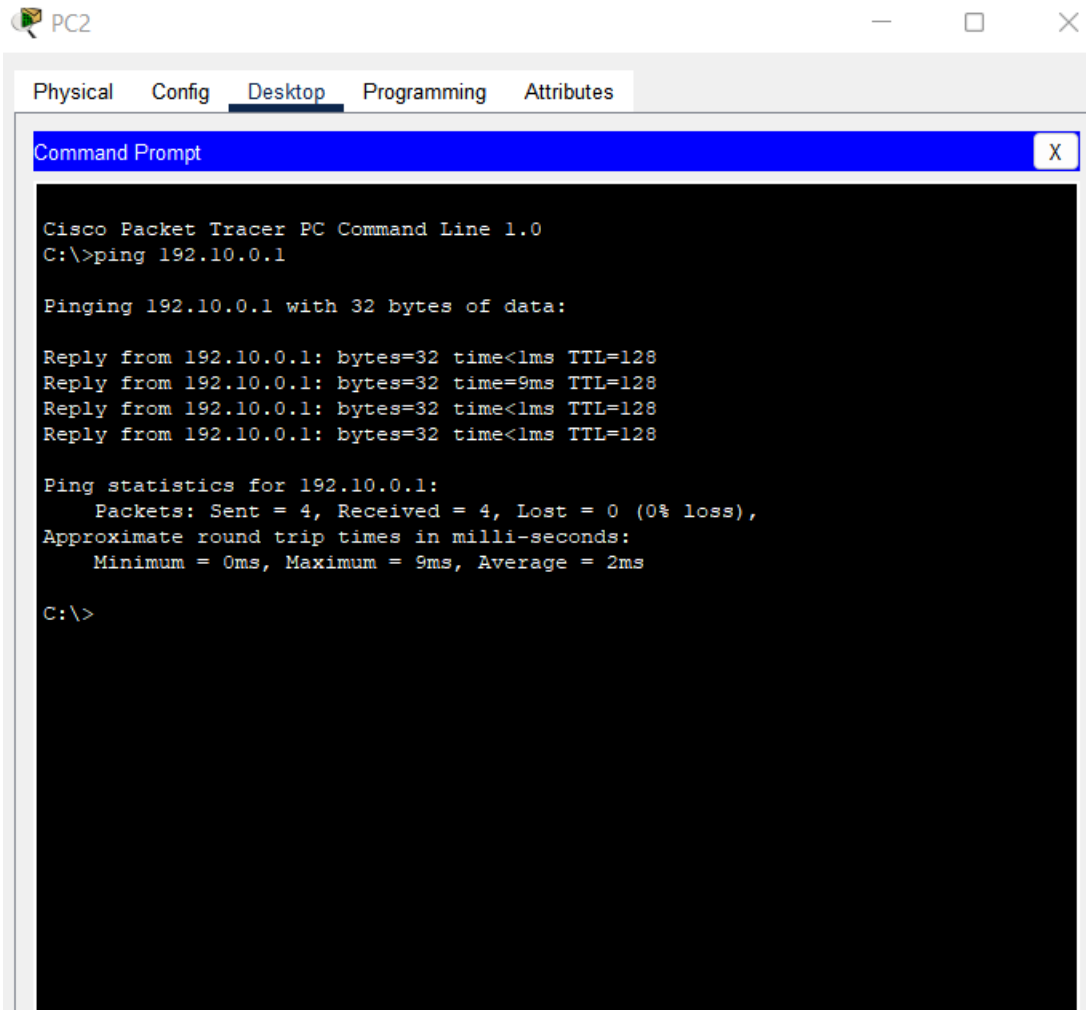 PC2
Physical Config Desktop Programming Attributes
Command Prompt X
Cisco Packet Tracer PC Command Line 1.0
C:\>ping 192.10.0.1
Pinging 192.10.0.1 with 32 bytes of data:
Reply from 192.10.0.1: bytes=32 time<1ms TTL=128
Reply from 192.10.0.1: bytes=32 time=9ms TTL=128
Reply from 192.10.0.1: bytes=32 time<1ms TTL=128
Reply from 192.10.0.1: bytes=32 time<1ms TTL=128
Ping statistics for 192.10.0.1:
    Packets: Sent = 4, Received = 4, Lost = 0 (0% loss),
Approximate round trip times in milli-seconds:
    Minimum = 0ms, Maximum = 9ms, Average = 2ms
C:\>